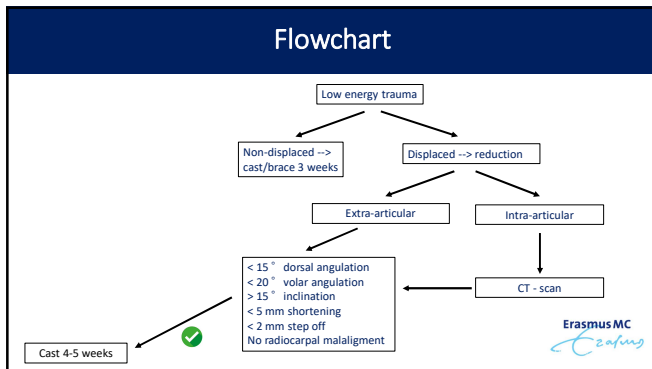 Flowchart
Low energy trauma
Non-displaced -->
cast/brace 3 weeks
Displaced --> reduction
Extra-articular
Intra-articular
< 15 ° dorsal angulation
< 20° volar angulation
> 15 ° inclination
< 5 mm shortening
< 2 mm step off
No radiocarpal malaligment
CT - scan
Cast 4-5 weeks
Erasmus MC
Erasmus